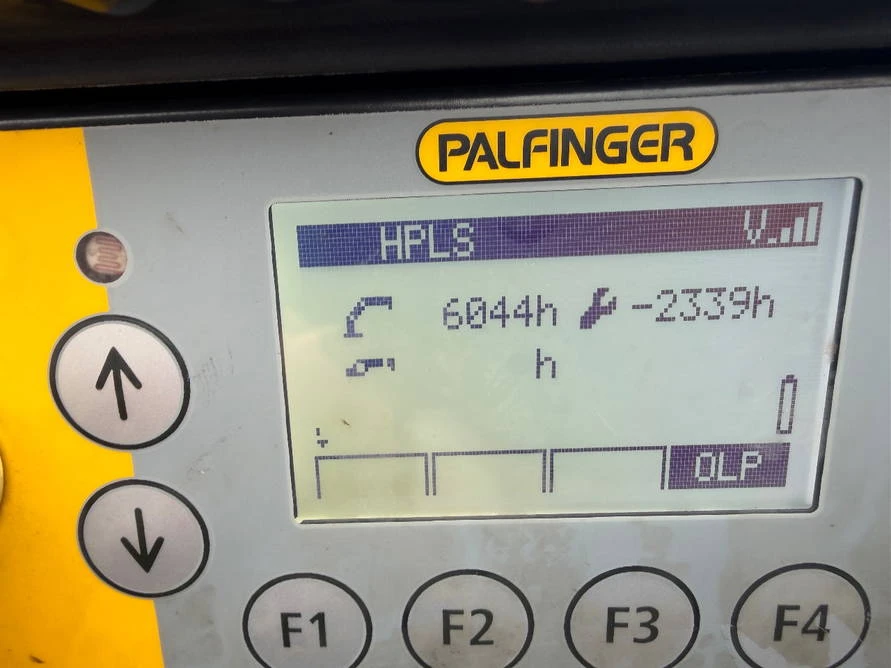 PALFINGER
HPLS V
6044h -2339h
h
OLP
F1 F2 F3 F4